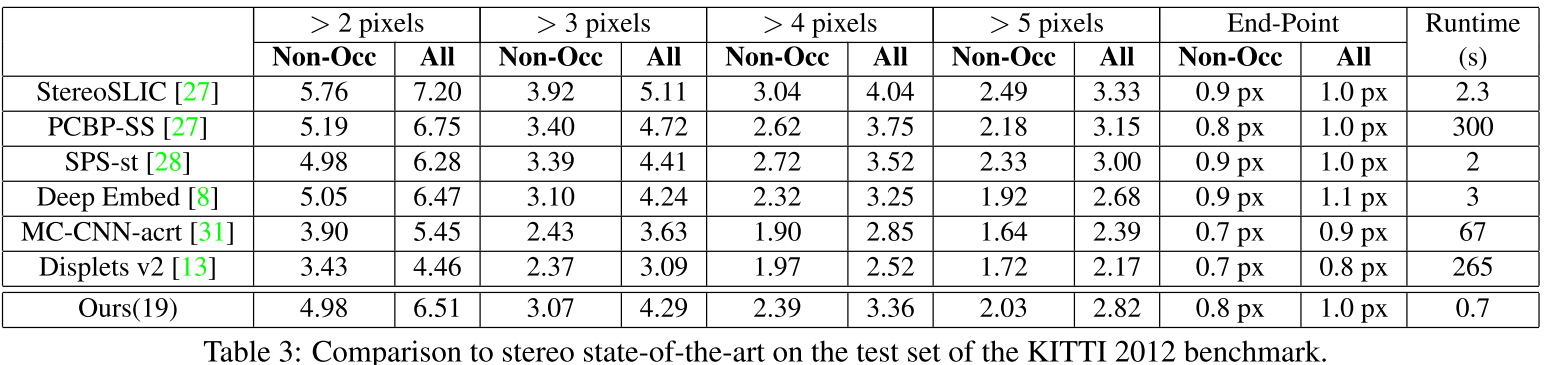 > 2 pixels > 3 pixels > 4 pixels > 5 pixels End-Point Runtime
Non-Occ All Non-Occ All Non-Occ All Non-Occ All Non-Occ All (s)
StereoSLIC [27] 5.76 7.20 3.92 5.11 3.04 4.04 2.49 3.33 0.9 px 1.0 px 2.3
PCBP-SS [27] 5.19 6.75 3.40 4.72 2.62 3.75 2.18 3.15 0.8 px 1.0 px 300
SPS-st [28] 4.98 6.28 3.39 4.41 2.72 3.52 2.33 3.00 0.9 px 1.0 px 2
Deep Embed [8] 5.05 6.47 3.10 4.24 2.32 3.25 1.92 2.68 0.9 px 1.1 px 3
MC-CNN-acrt [31] 3.90 5.45 2.43 3.63 1.90 2.85 1.64 2.39 0.7 px 0.9 px 67
Displets v2 [13] 3.43 4.46 2.37 3.09 1.97 2.52 1.72 2.17 0.7 px 0.8 px 265
Ours(19) 4.98 6.51 3.07 4.29 2.39 3.36 2.03 2.82 0.8 px 1.0 px 0.7
Table 3: Comparison to stereo state-of-the-art on the test set of the KITTI 2012 benchmark.